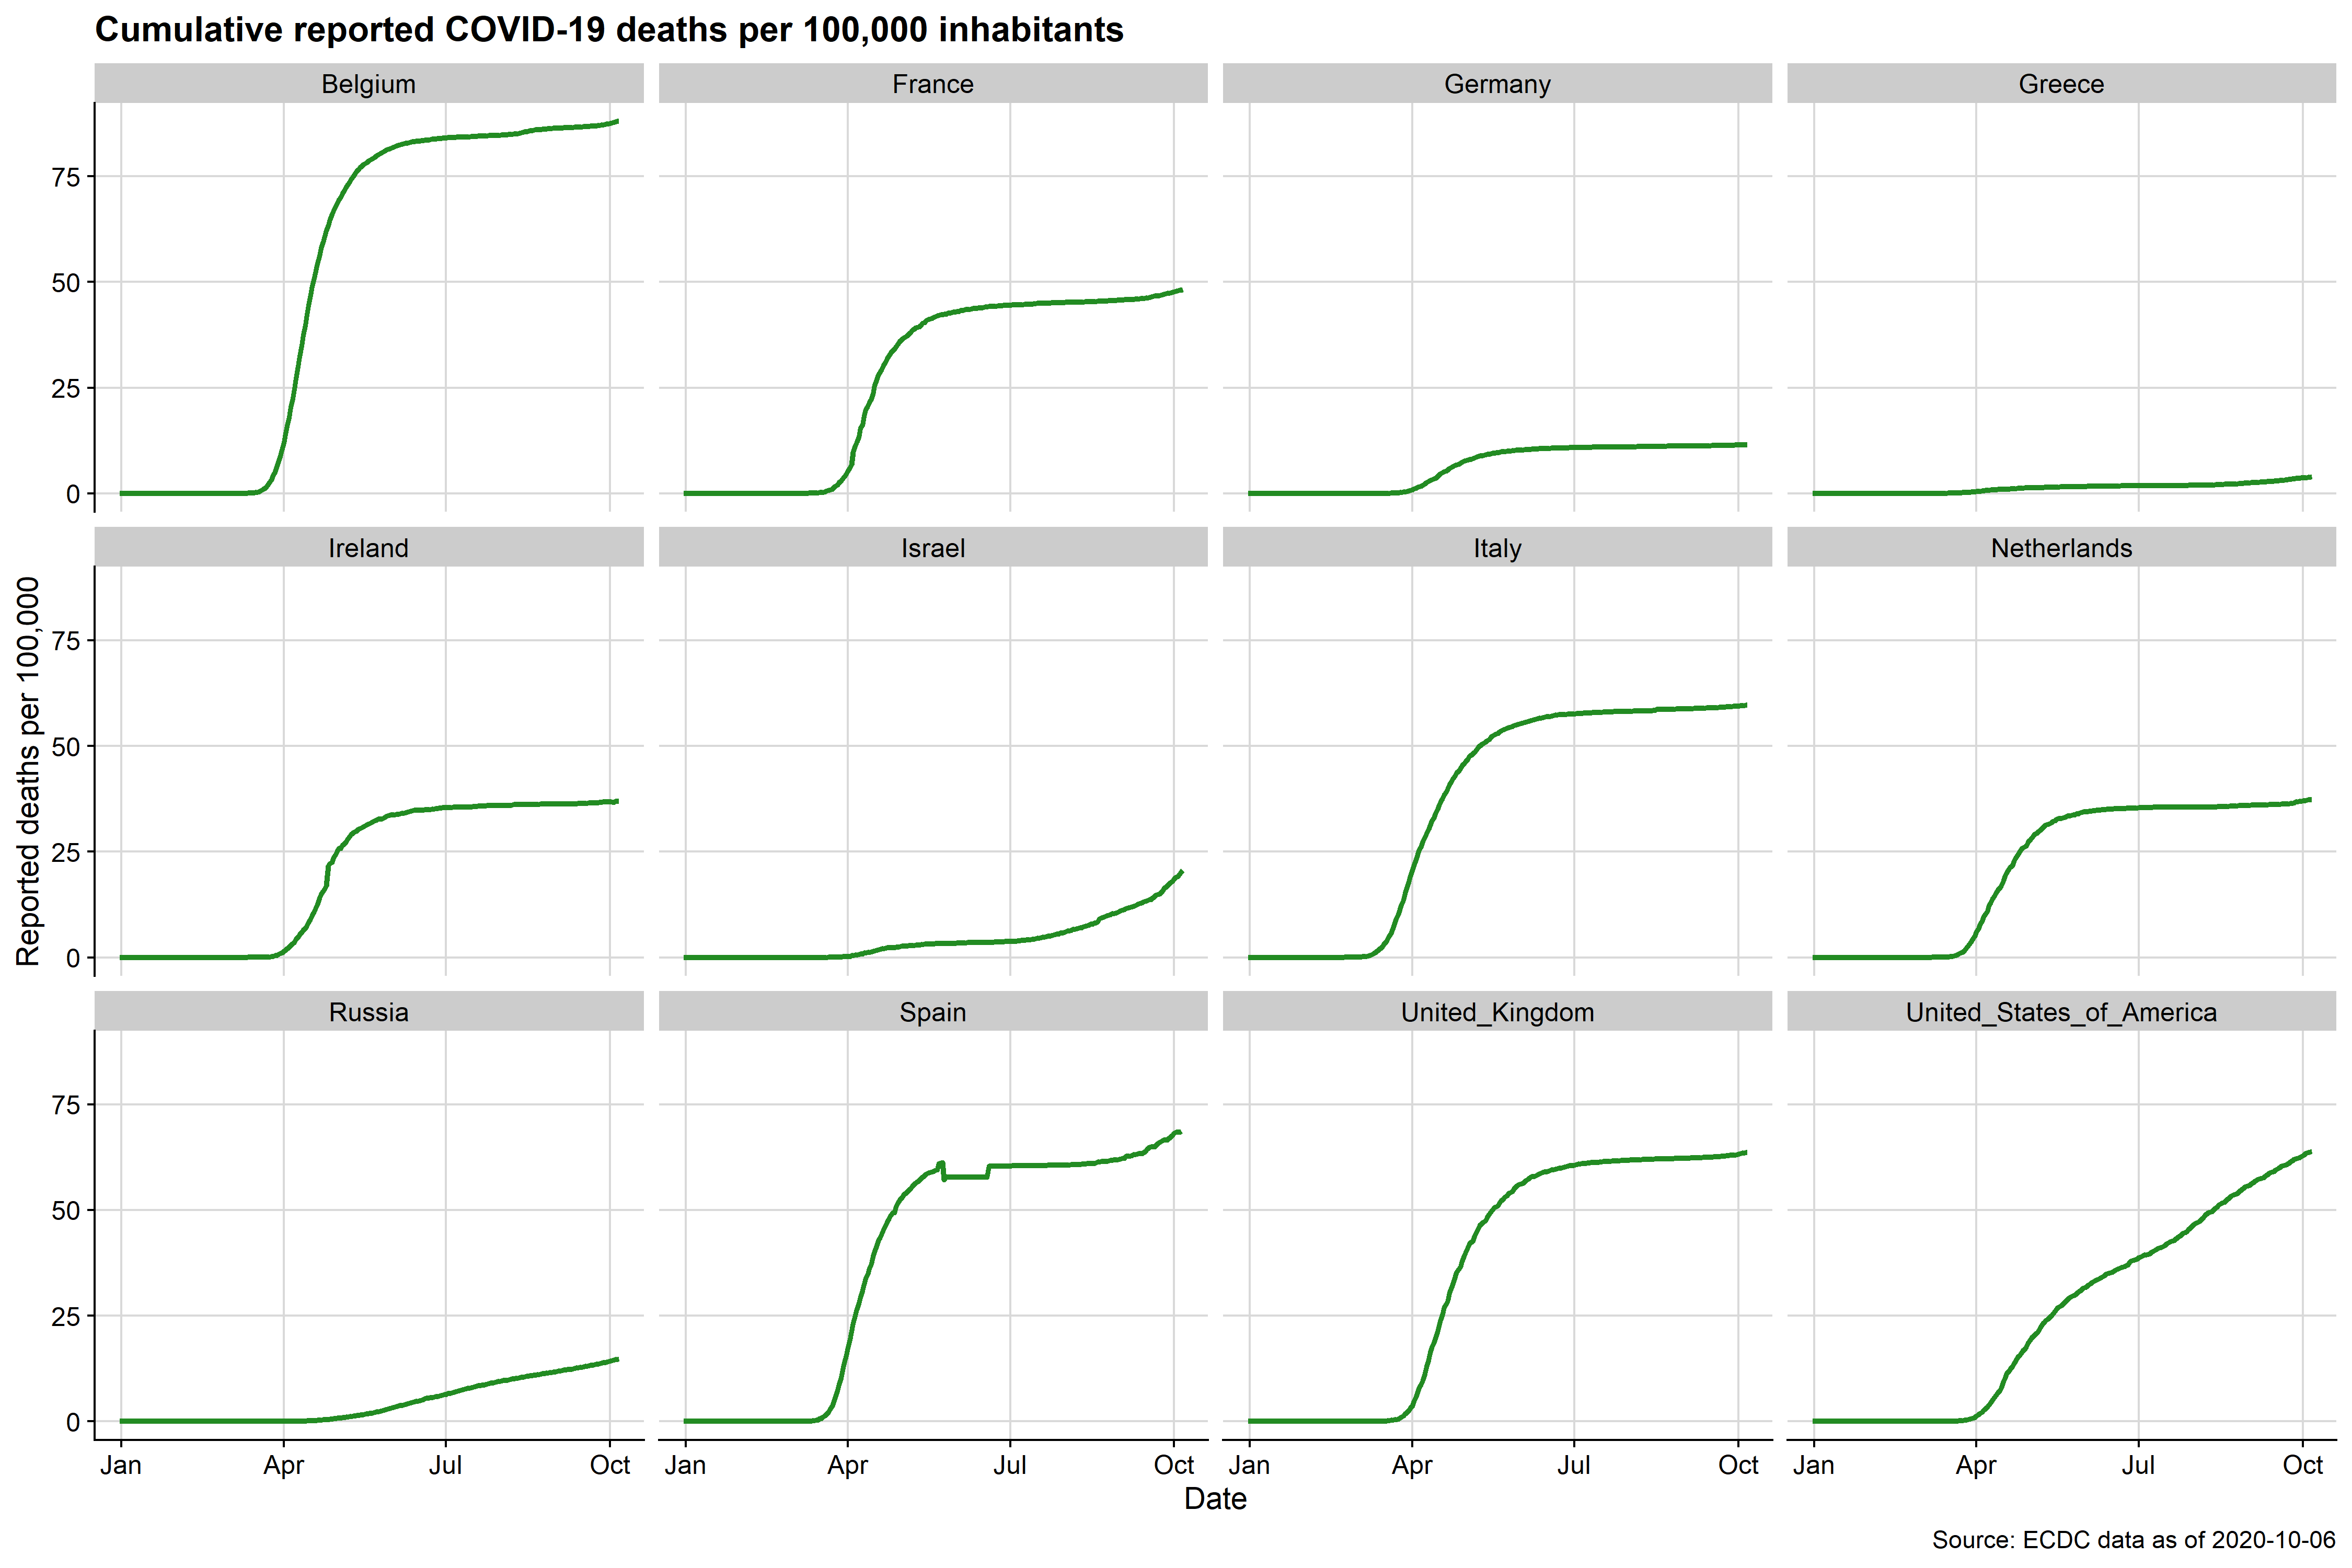 Cumulative reported COVID-19 deaths per 100,000 inhabitants
Belgium France Germany Greece
75
50
25
0
Ireland Israel Italy Netherlands
75
50
25
0
Russia Spain United_Kingdom United_States_of_America
75
50
25
0
Reported deaths per 100,000
Jan Apr Jul Oct Jan Apr Jul Oct Jan Apr Jul Oct Jan Apr Jul Oct
Date
Source: ECDC data as of 2020-10-06